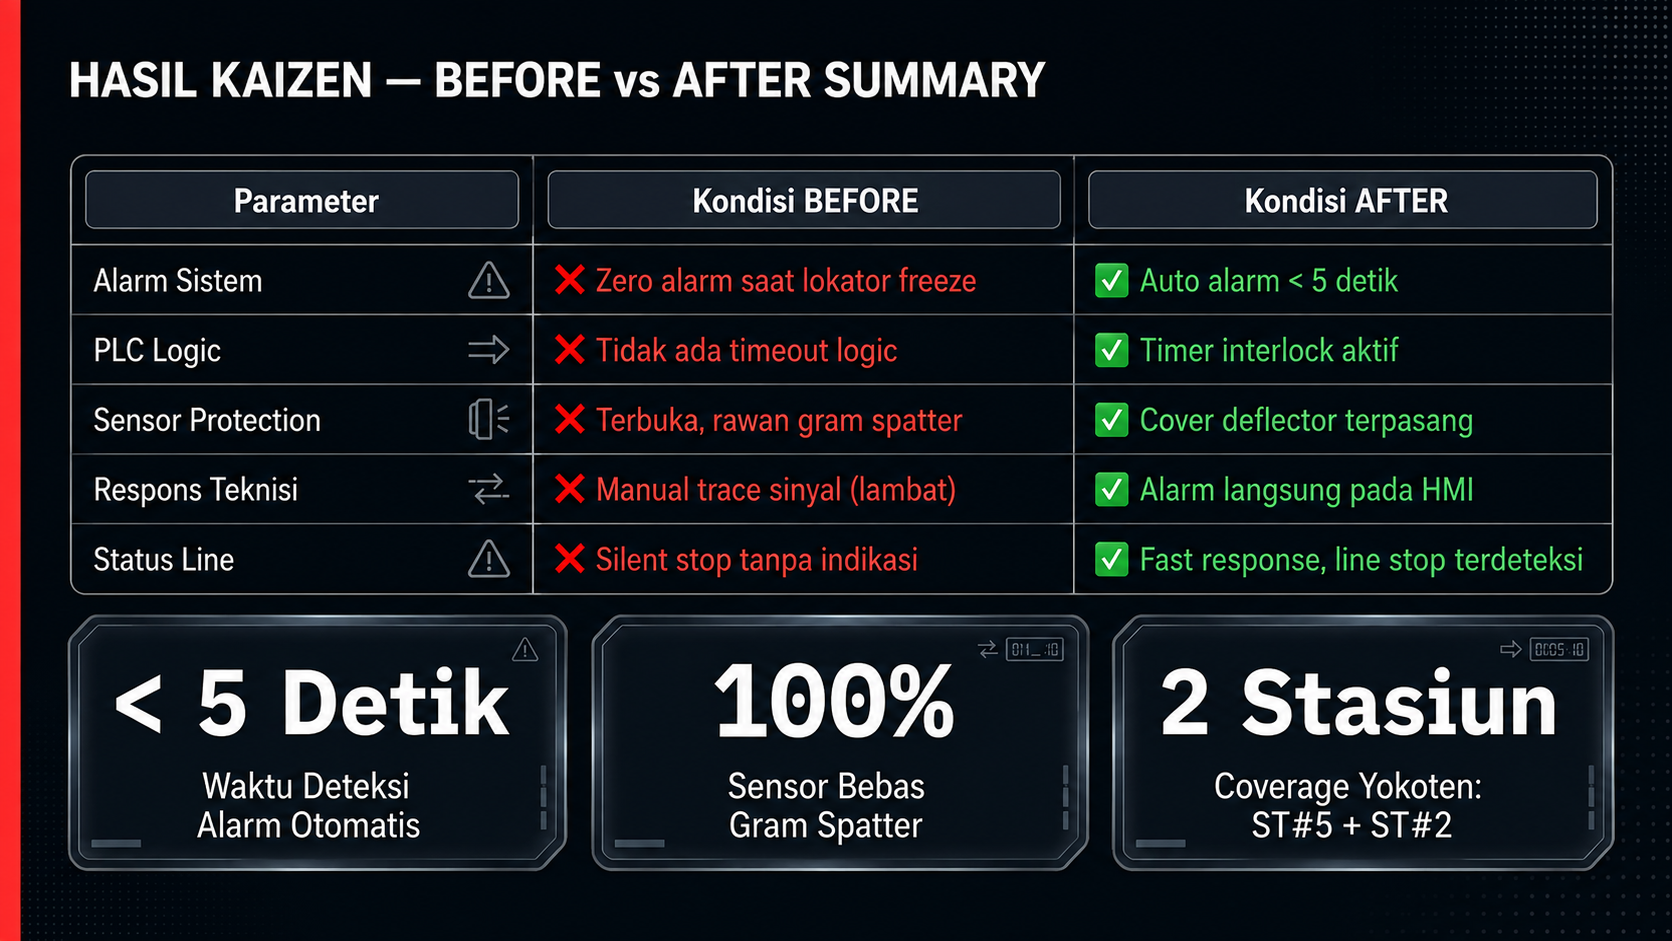 HASIL KAIZEN — BEFORE vs AFTER SUMMARY
Parameter
Kondisi BEFORE
Kondisi AFTER
Alarm Sistem
Zero alarm saat lokator freeze
Auto alarm < 5 detik
PLC Logic
Tidak ada timeout logic
Timer interlock aktif
Sensor Protection
Terbuka, rawan gram spatter
Cover deflector terpasang
Respons Teknisi
Manual trace sinyal (lambat)
Alarm langsung pada HMI
Status Line
Silent stop tanpa indikasi
Fast response, line stop terdeteksi
< 5 Detik
Waktu Deteksi
Alarm Otomatis
100%
Sensor Bebas
Gram Spatter
2 Stasiun
Coverage Yokoten:
ST#5 + ST#2